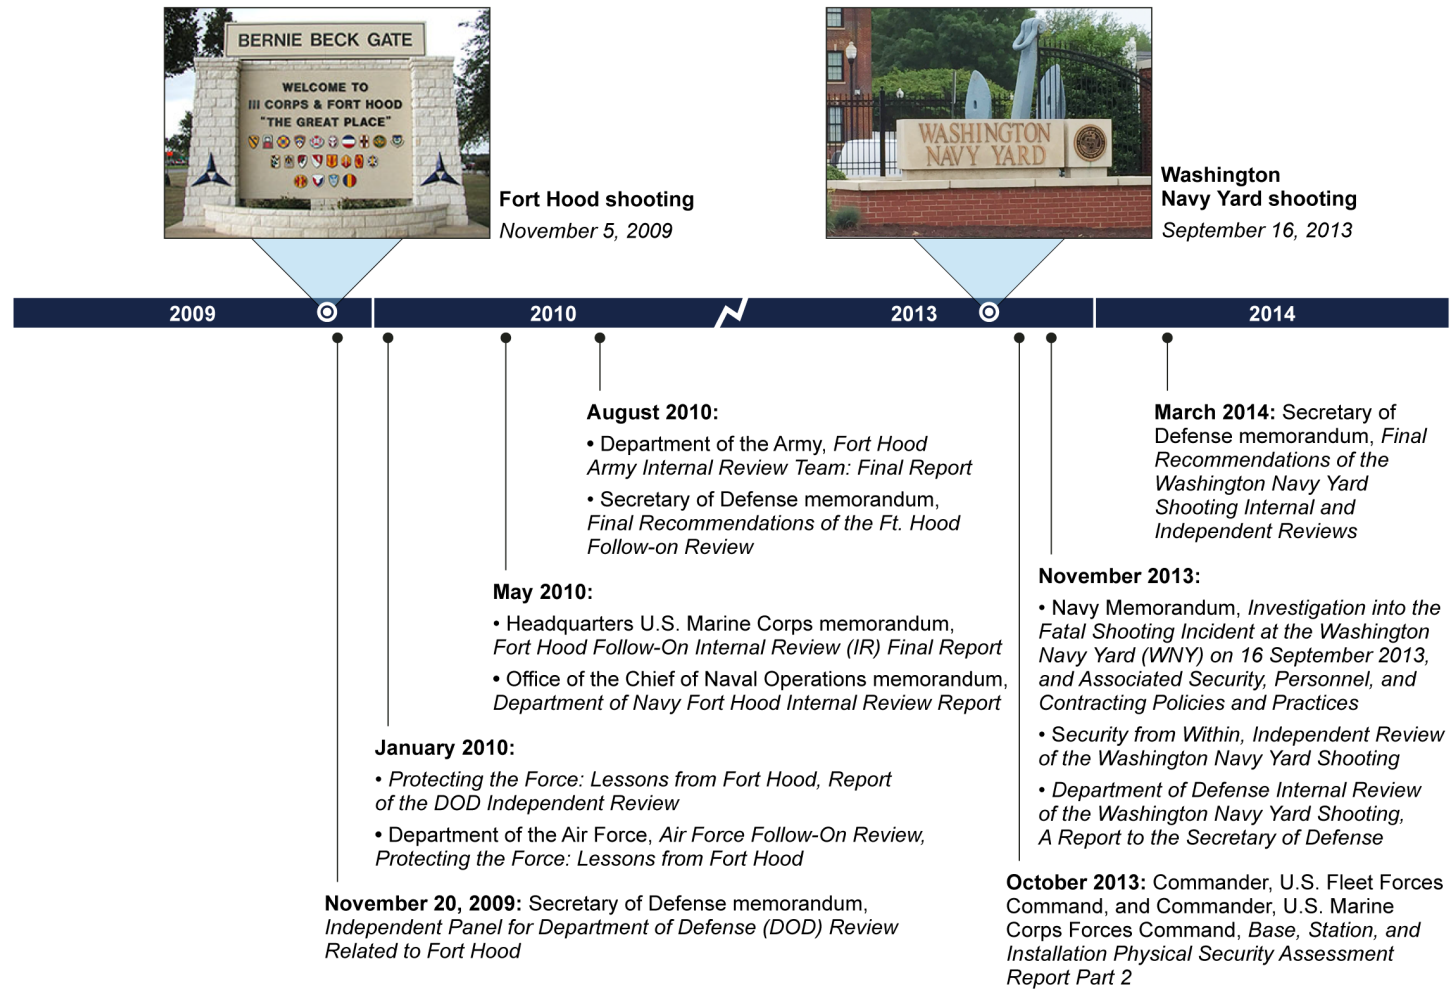 BERNIE BECK GATE
WELCOME TO
III CORPS & FORT HOOD
"THE GREAT PLACE"
Fort Hood shooting
November 5, 2009
WASHINGTON
NAVY YARD
Washington
Navy Yard shooting
September 16, 2013
2009
2010
2013
2014
August 2010:
• Department of the Army, Fort Hood
Army Internal Review Team: Final Report
• Secretary of Defense memorandum,
Final Recommendations of the Ft. Hood
Follow-on Review
May 2010:
• Headquarters U.S. Marine Corps memorandum,
Fort Hood Follow-On Internal Review (IR) Final Report
• Office of the Chief of Naval Operations memorandum,
Department of Navy Fort Hood Internal Review Report
January 2010:
• Protecting the Force: Lessons from Fort Hood, Report
of the DOD Independent Review
• Department of the Air Force, Air Force Follow-On Review,
Protecting the Force: Lessons from Fort Hood
November 20, 2009: Secretary of Defense memorandum,
Independent Panel for Department of Defense (DOD) Review
Related to Fort Hood
March 2014: Secretary of
Defense memorandum, Final
Recommendations of the
Washington Navy Yard
Shooting Internal and
Independent Reviews
November 2013:
• Navy Memorandum, Investigation into the
Fatal Shooting Incident at the Washington
Navy Yard (WNY) on 16 September 2013,
and Associated Security, Personnel, and
Contracting Policies and Practices
• Security from Within, Independent Review
of the Washington Navy Yard Shooting
• Department of Defense Internal Review
of the Washington Navy Yard Shooting,
A Report to the Secretary of Defense
October 2013: Commander, U.S. Fleet Forces
Command, and Commander, U.S. Marine
Corps Forces Command, Base, Station, and
Installation Physical Security Assessment
Report Part 2